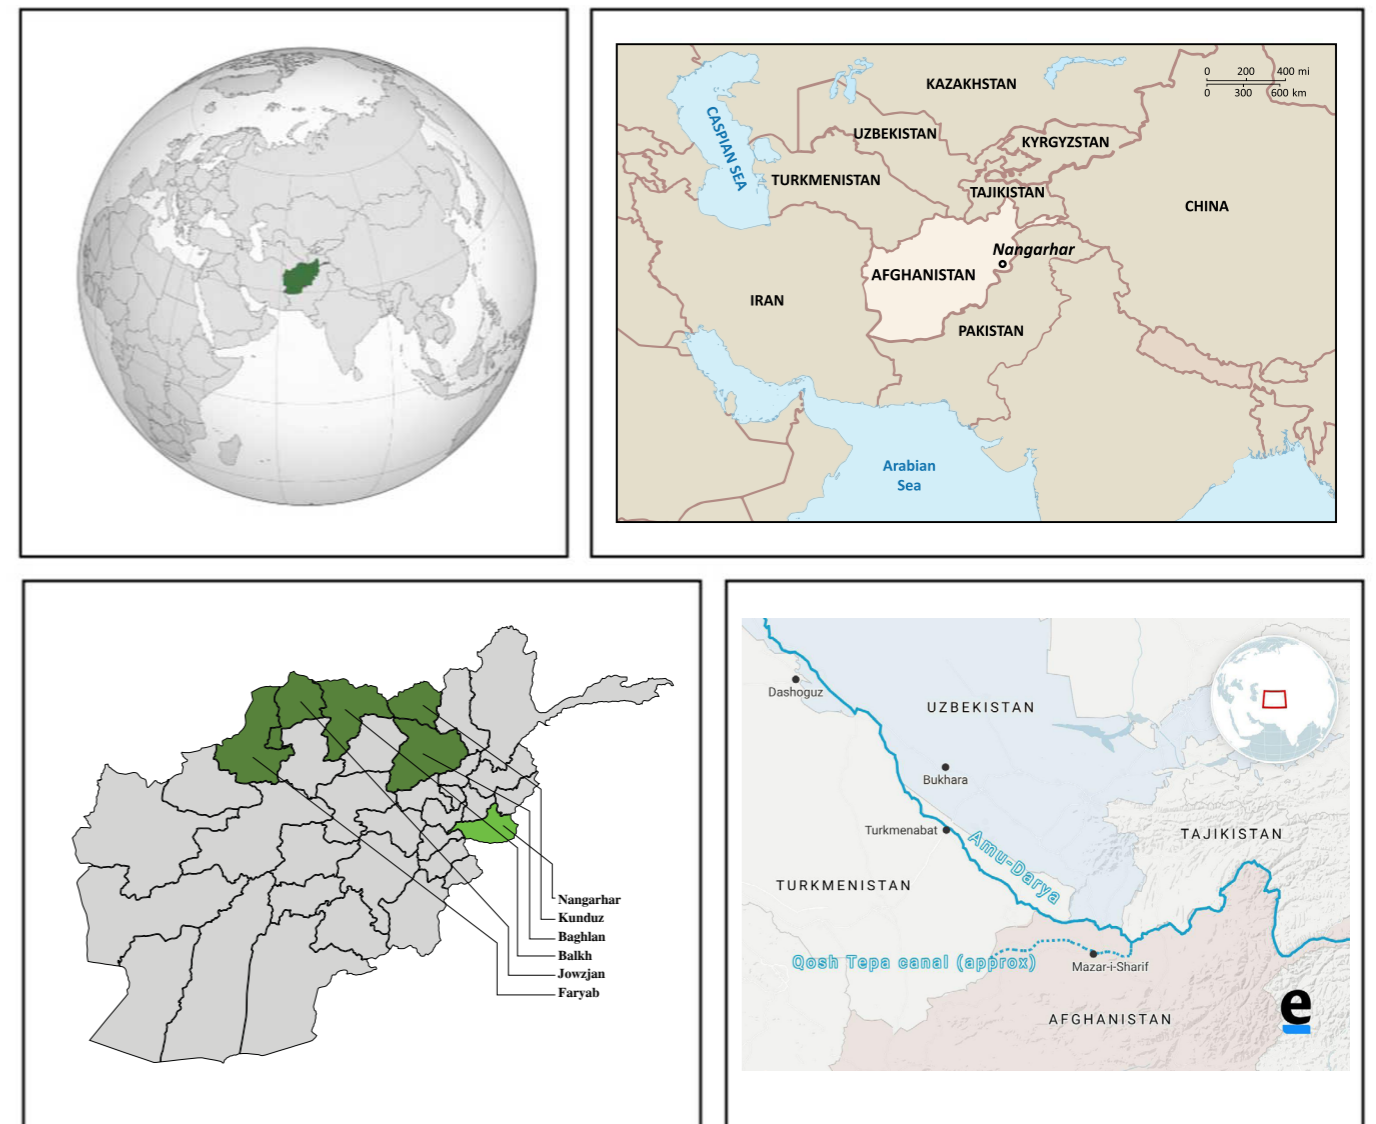 KAZAKHSTAN
0 200 400 mi
0 300 600 km
CASPIAN SEA
UZBEKISTAN
KYRGYZSTAN
TURKMENISTAN
TAJIKISTAN
CHINA
Nangarhar
AFGHANISTAN
IRAN
PAKISTAN
Arabian
Sea
Nangarhar
Kunduz
Baghlan
Balkh
Jowzjan
Faryab
Dashoguz
UZBEKISTAN
Bukhara
Turkmenabat
TAJIKISTAN
Amu-Darya
TURKMENISTAN
Qosh Tepa canal (approx)
Mazar-i-Sharif
AFGHANISTAN
e